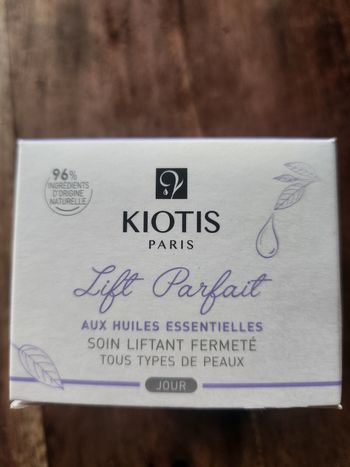 96%
INGRÉDIENTS
D'ORIGINE
NATURELLE
KIOTIS
PARIS
Lift Parfait
AUX HUILES ESSENTIELLES
SOIN LIFTANT FERMETÉ
TOUS TYPES DE PEAUX
JOUR